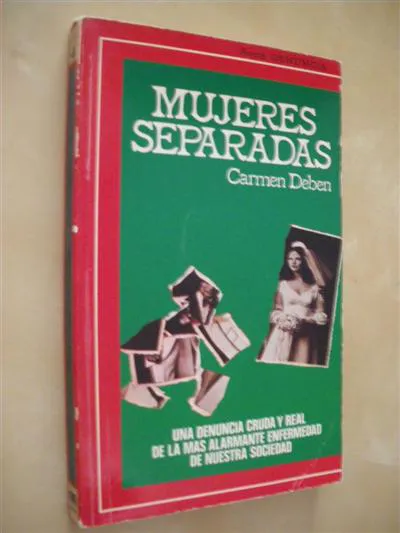 MUJERES
SEPARADAS
Carmen Deben
UNA DENUNCIA CRUDA Y REAL
DE LA MAS ALARMANTE ENFERMEDAD
DE NUESTRA SOCIEDAD